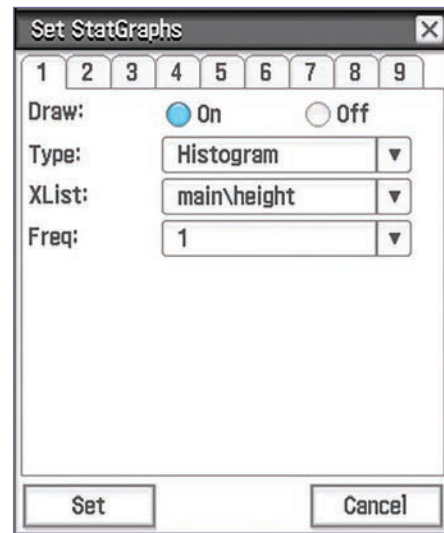 Set StatGraphs
1 2 3 4 5 6 7 8 9
Draw: On Off
Type: Histogram
XList: main\height
Freq: 1
Set Cancel